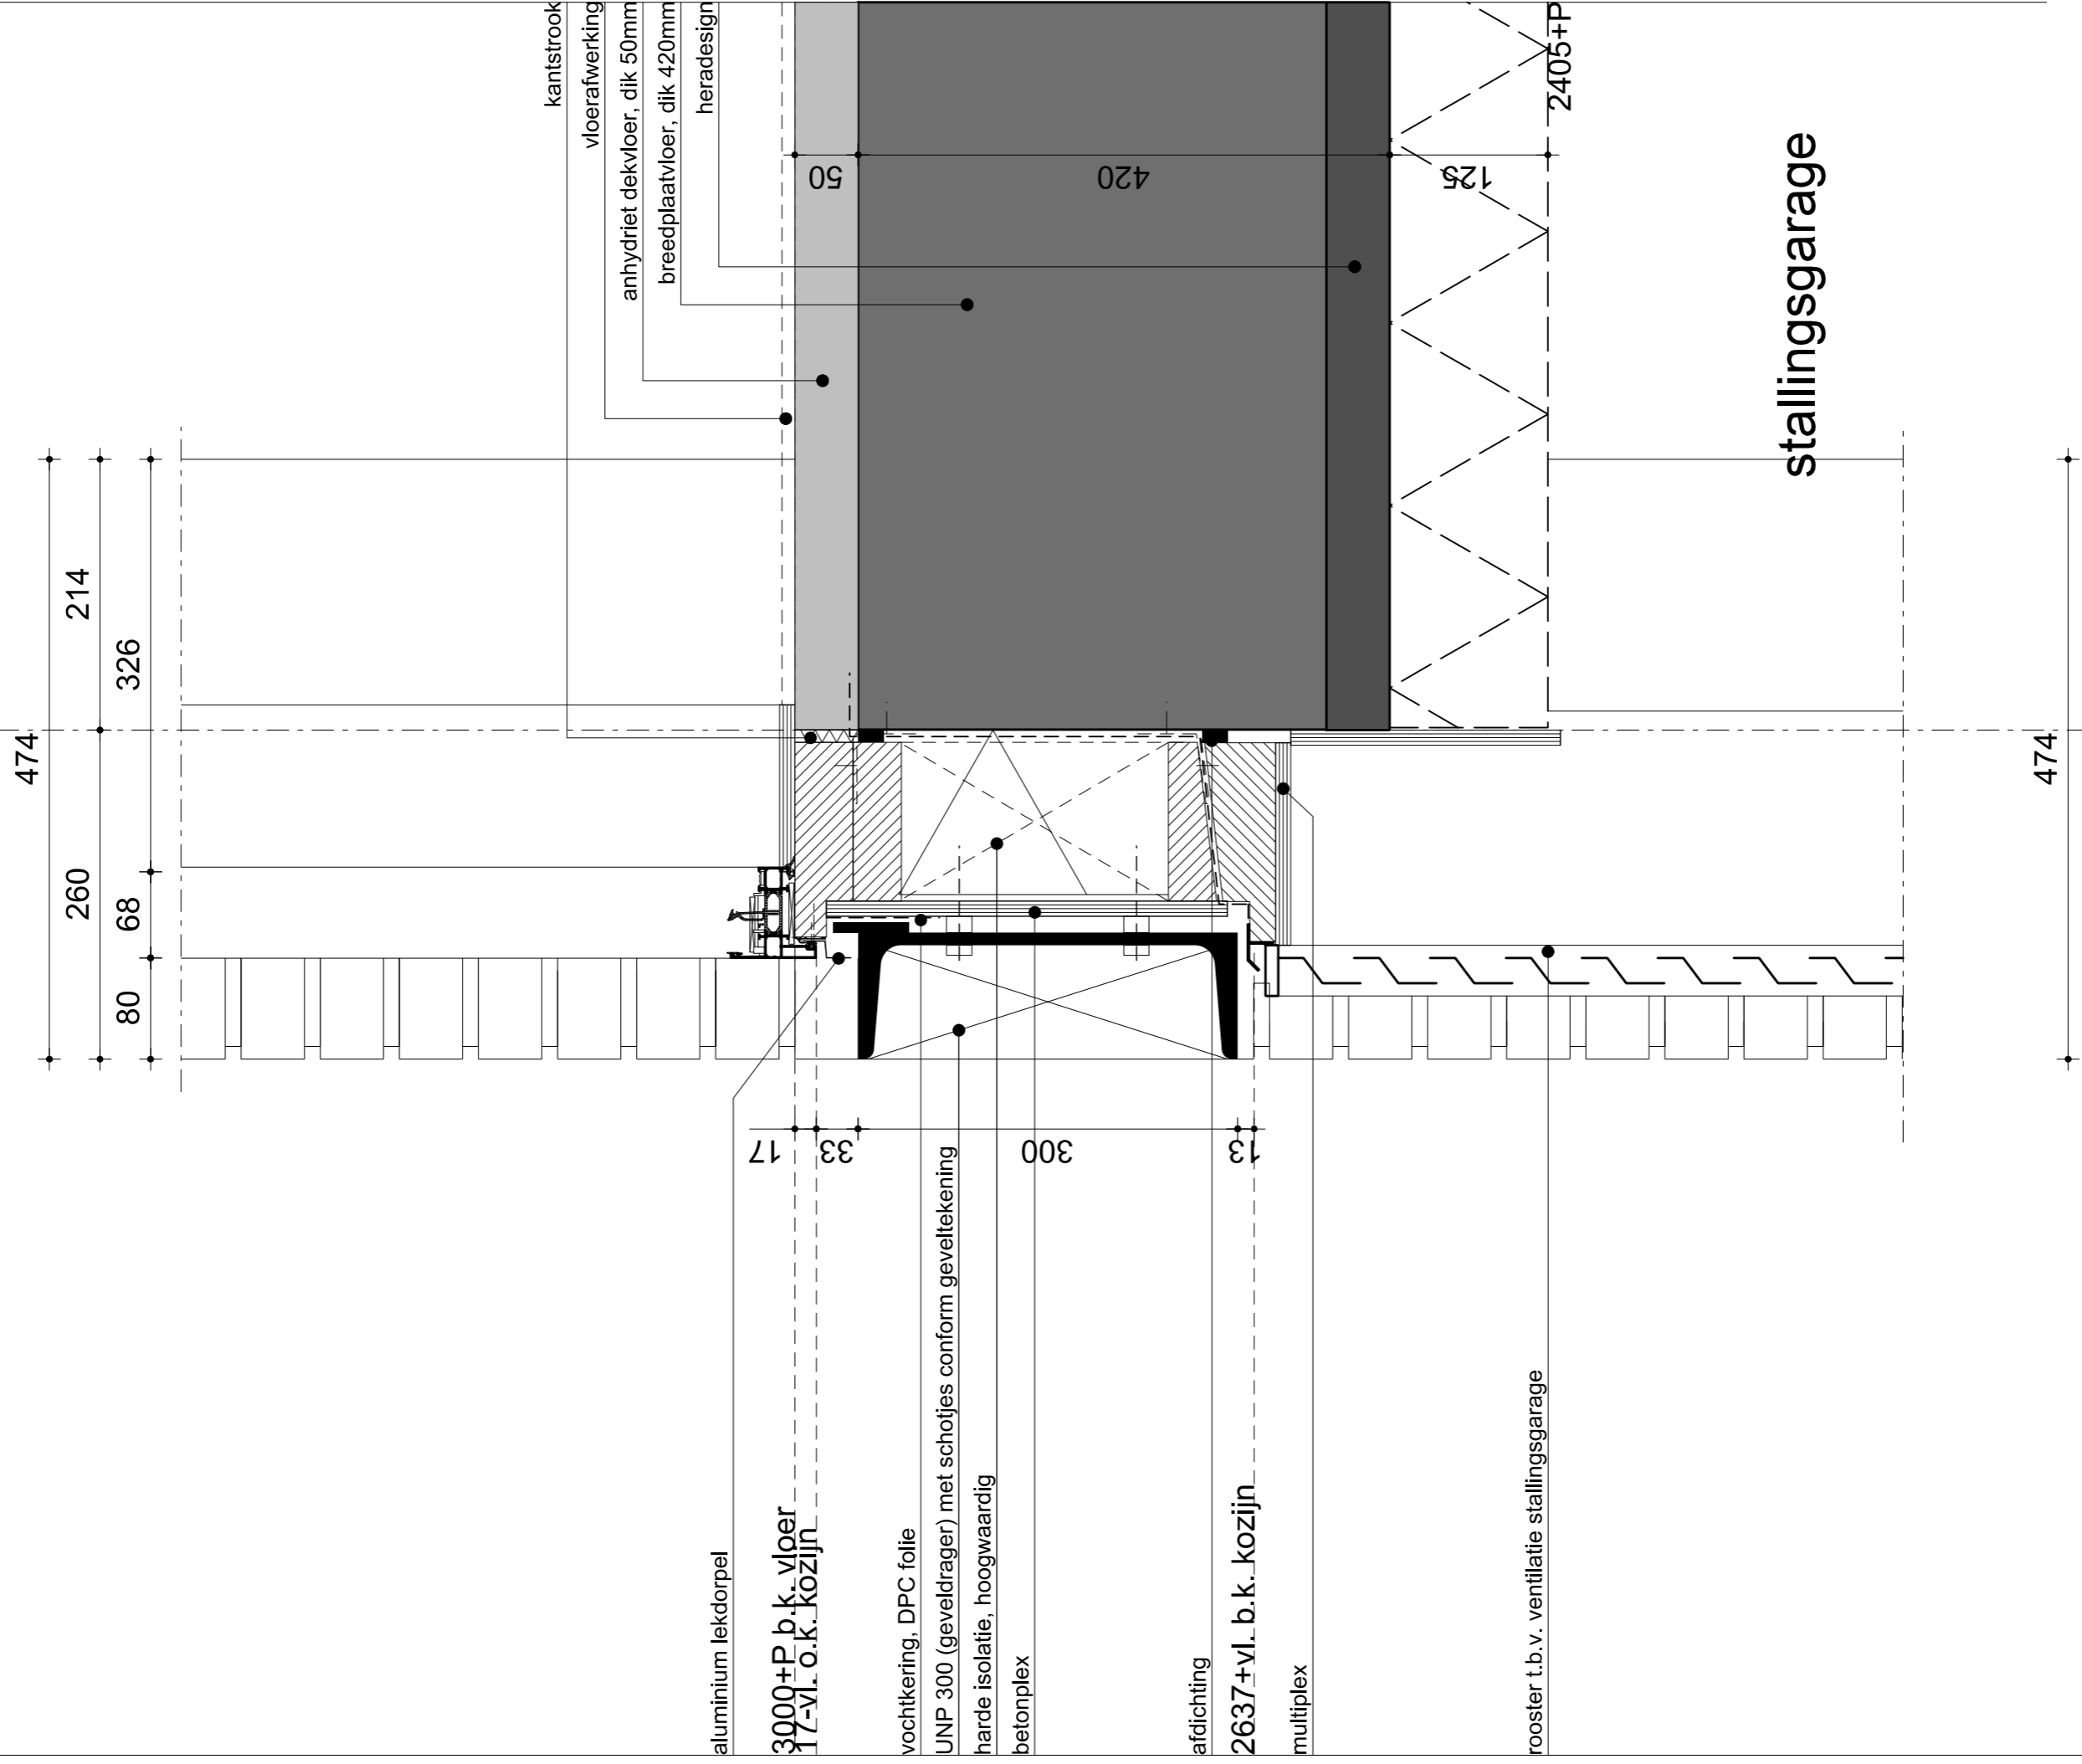 kantstrook
vloerafwerking
anhydriet dekvloer, dik 50mm
breedplaatvloer, dik 420mm
heradesign
2405+P
50
420
125
stallingsgarage
474
214
260
326
68
80
474
17
33
300
13
aluminium lekdorpel
3000+P b.k. vloer
17-vl. o.k. kozijn
vochtkering, DPC folie
UNP 300 (geveldrager) met schotjes conform geveltekening
harde isolatie, hoogwaardig
betonplex
afdichting
2637+vl. b.k. kozijn
multiplex
rooster t.b.v. ventilatie stallingsgarage